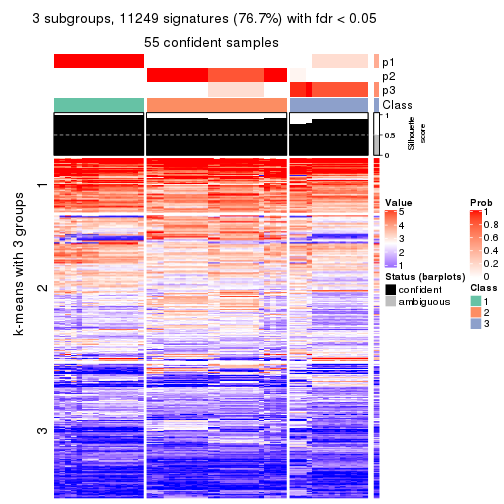 3 subgroups, 11249 signatures (76.7%) with fdr < 0.05
55 confident samples
p1
p2
p3
Class
1
0.5
0
Silhouette
score
k-means with 3 groups
1
2
3
Value
5
4
3
2
1
Status (barplots)
confident
ambiguous
Prob
1
0.8
0.6
0.4
0.2
0
Class
1
2
3